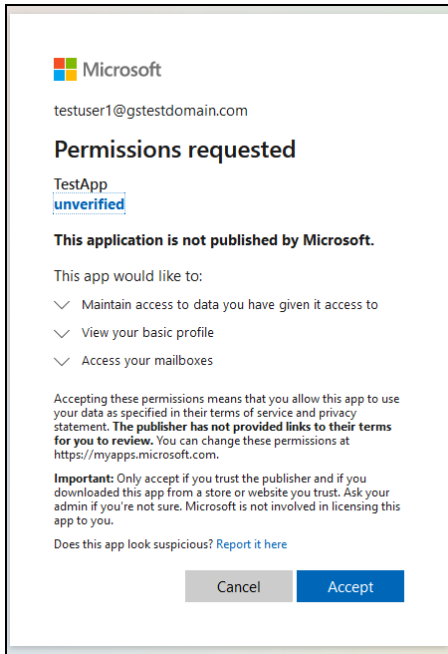 Microsoft
testuser1@gstestdomain.com
Permissions requested
TestApp
unverified
This application is not published by Microsoft.
This app would like to:
Maintain access to data you have given it access to
View your basic profile
Access your mailboxes
Accepting these permissions means that you allow this app to use
your data as specified in their terms of service and privacy
statement. The publisher has not provided links to their terms
for you to review. You can change these permissions at
https://myapps.microsoft.com.
Important: Only accept if you trust the publisher and if you
downloaded this app from a store or website you trust. Ask your
admin if you're not sure. Microsoft is not involved in licensing this
app to you.
Does this app look suspicious? Report it here
Cancel Accept